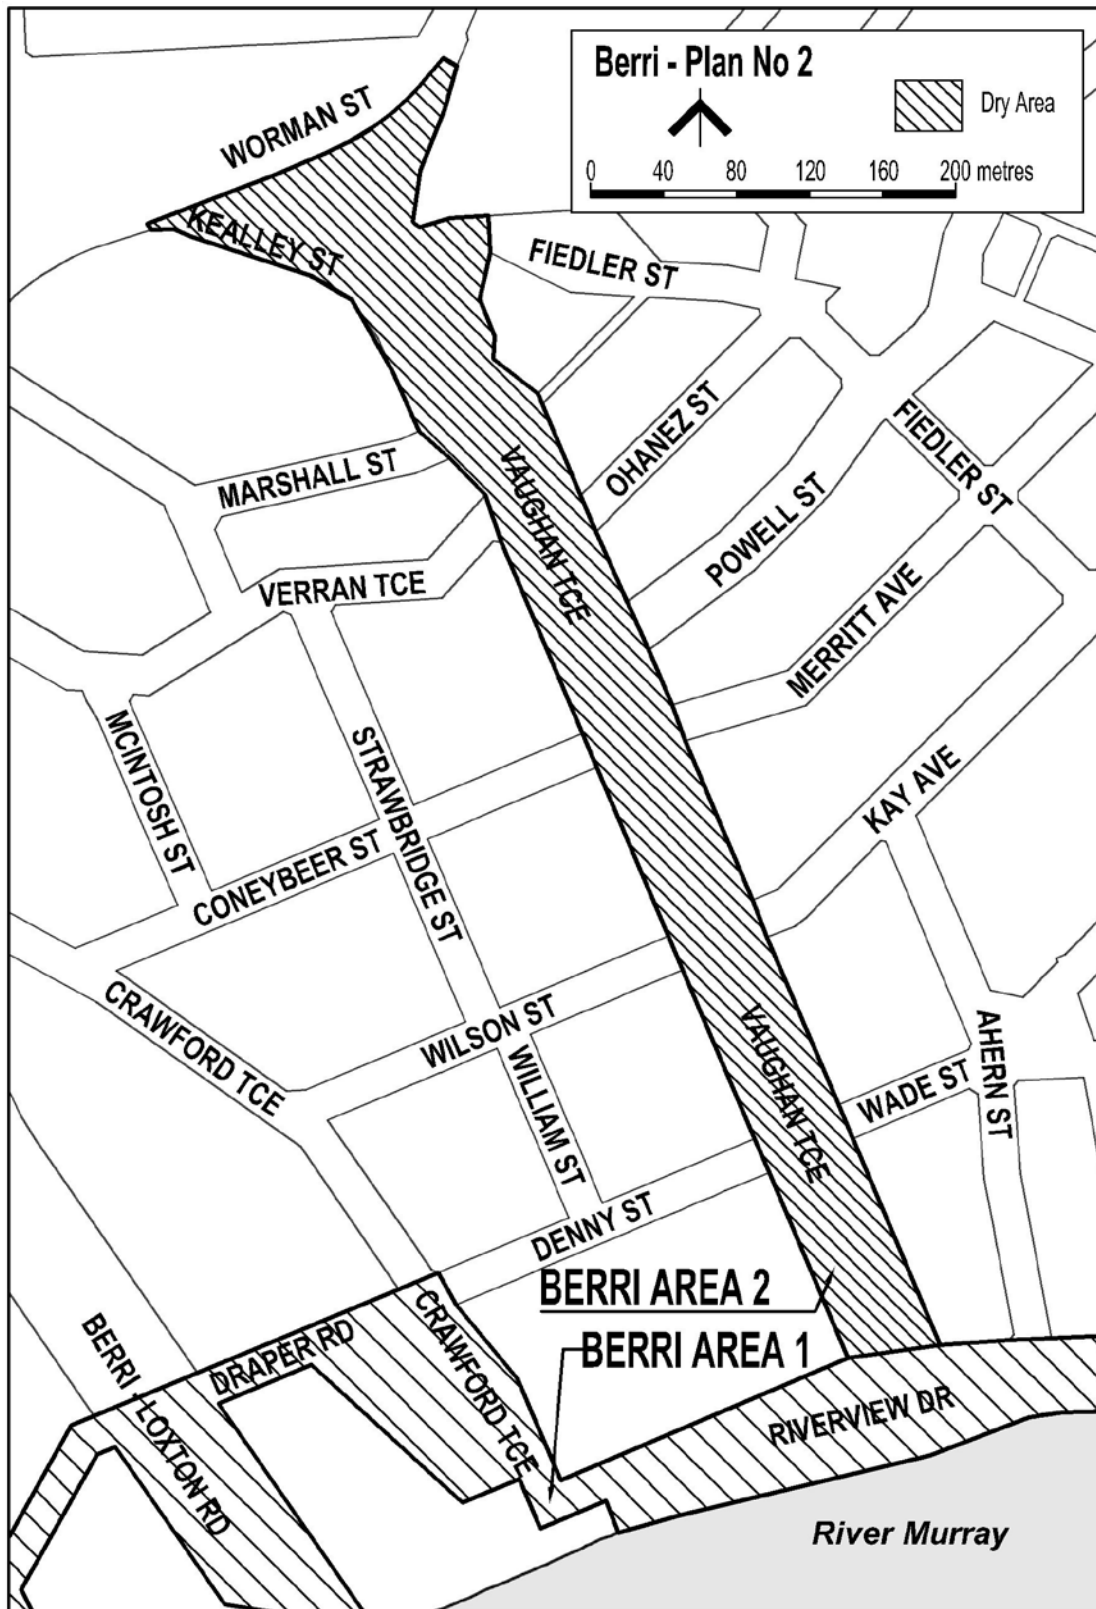 Berri - Plan No 2
Dry Area
0 40 80 120 160 200 metres
WORMAN ST
KEALLEY ST
FIEDLER ST
OHANEZ ST
FIEDLER ST
MARSHALL ST
VAUGHAN TCE
POWELL ST
VERRAN TCE
MERRITT AVE
MCINTOSH ST
STRAWBRIDGE ST
KAY AVE
CONEYBEER ST
CRAWFORD TCE
WILSON ST
VAUGHAN TCE
AHERN ST
WILLIAM ST
WADE ST
DENNY ST
BERRI AREA 2
BERRI AREA 1
DRAPER RD
CRAWFORD TCE
BERRI - LOXTON RD
RIVERVIEW DR
River Murray